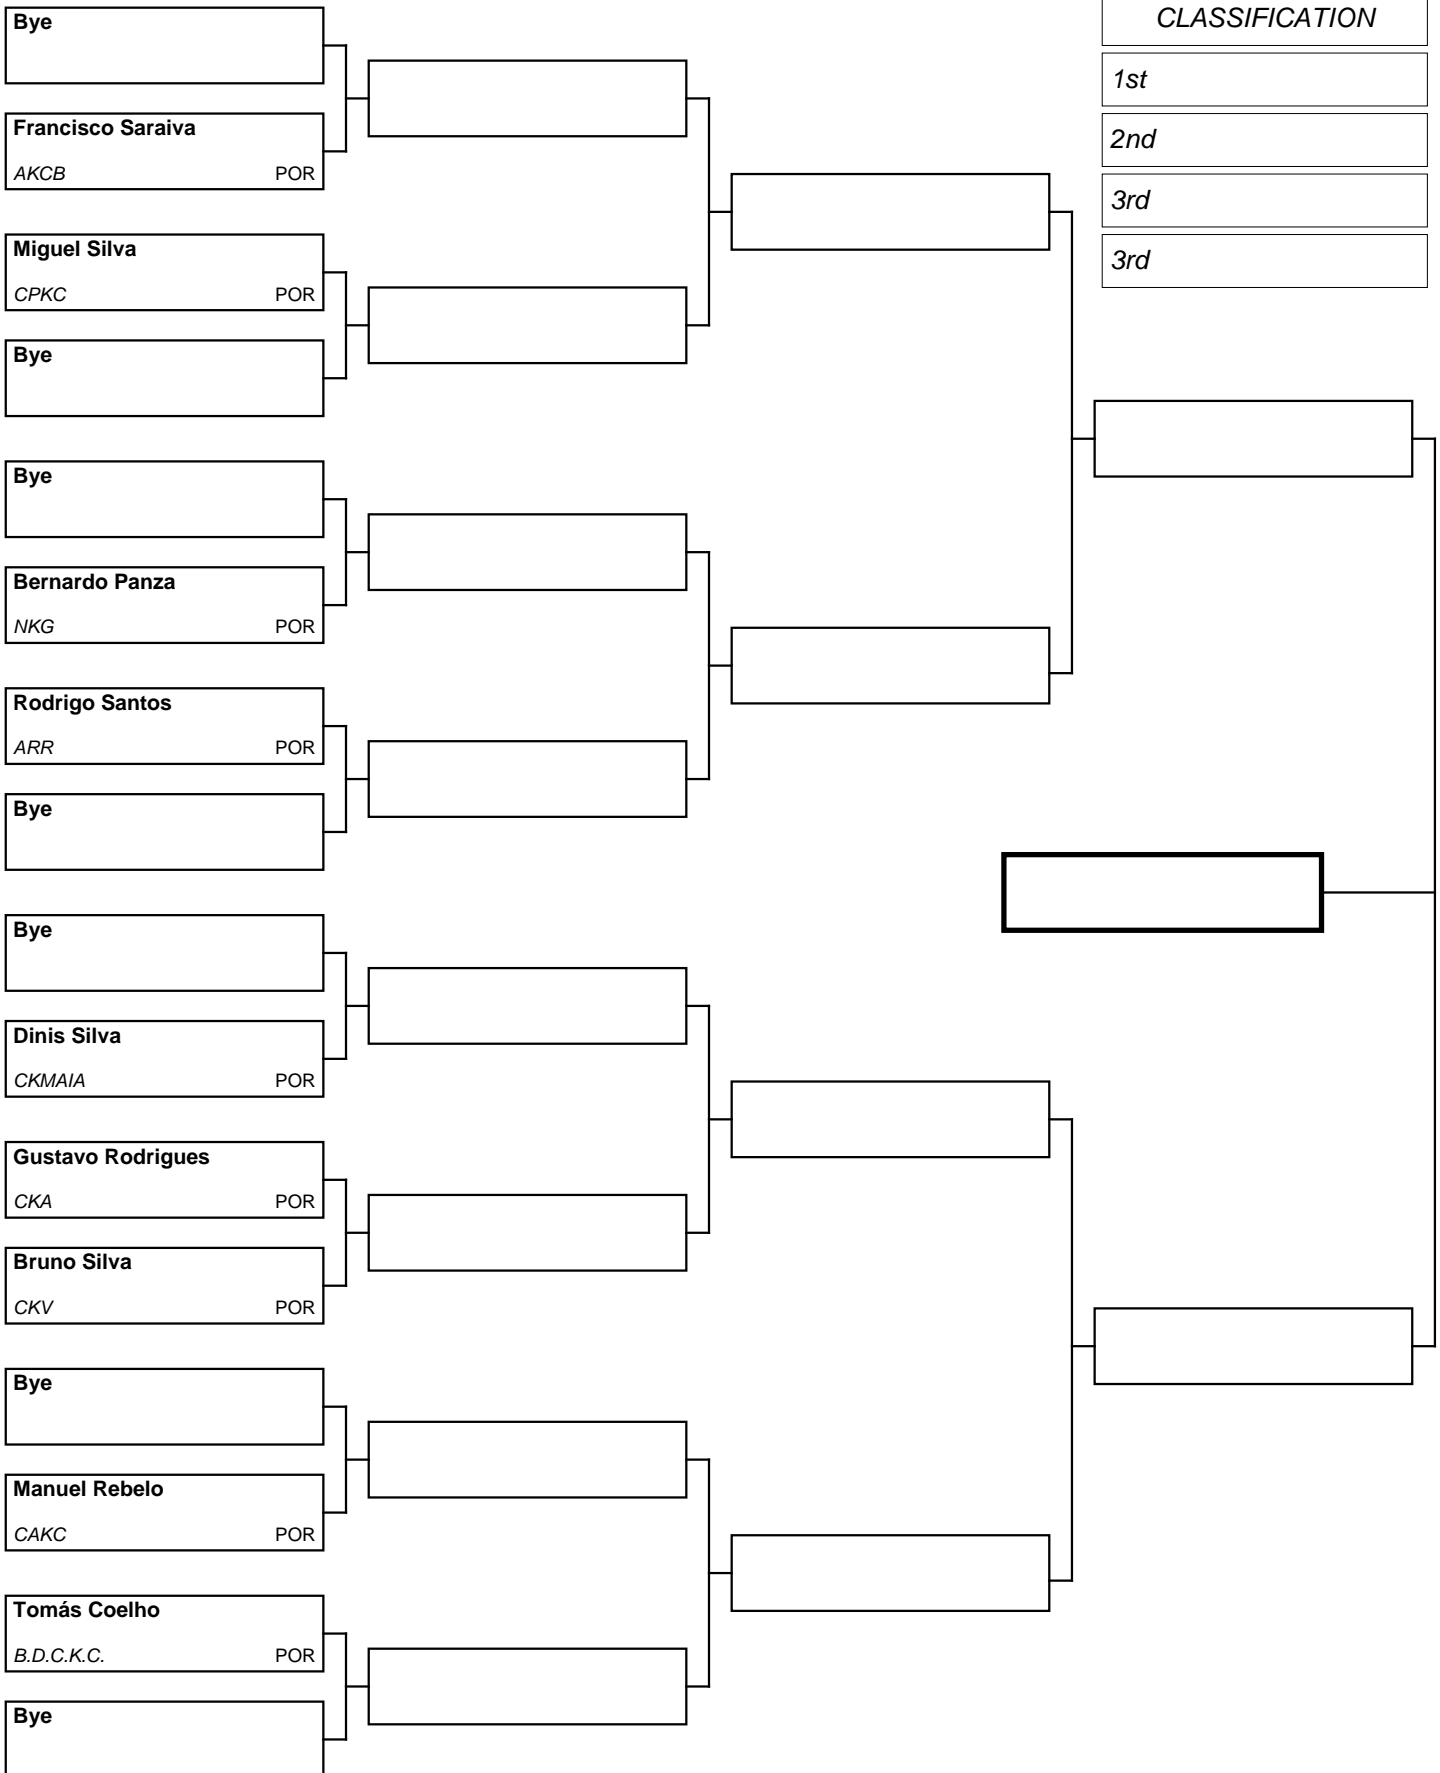 Bye
Francisco Saraiva
AKCB POR
Miguel Silva
CPKC POR
Bye
Bye
Bernardo Panza
NKG POR
Rodrigo Santos
ARR POR
Bye
Bye
Dinis Silva
CKMAIA POR
Gustavo Rodrigues
CKA POR
Bruno Silva
CKV POR
Bye
Manuel Rebelo
CAKC POR
Tomás Coelho
B.D.C.K.C. POR
Bye
CLASSIFICATION
1st
2nd
3rd
3rd